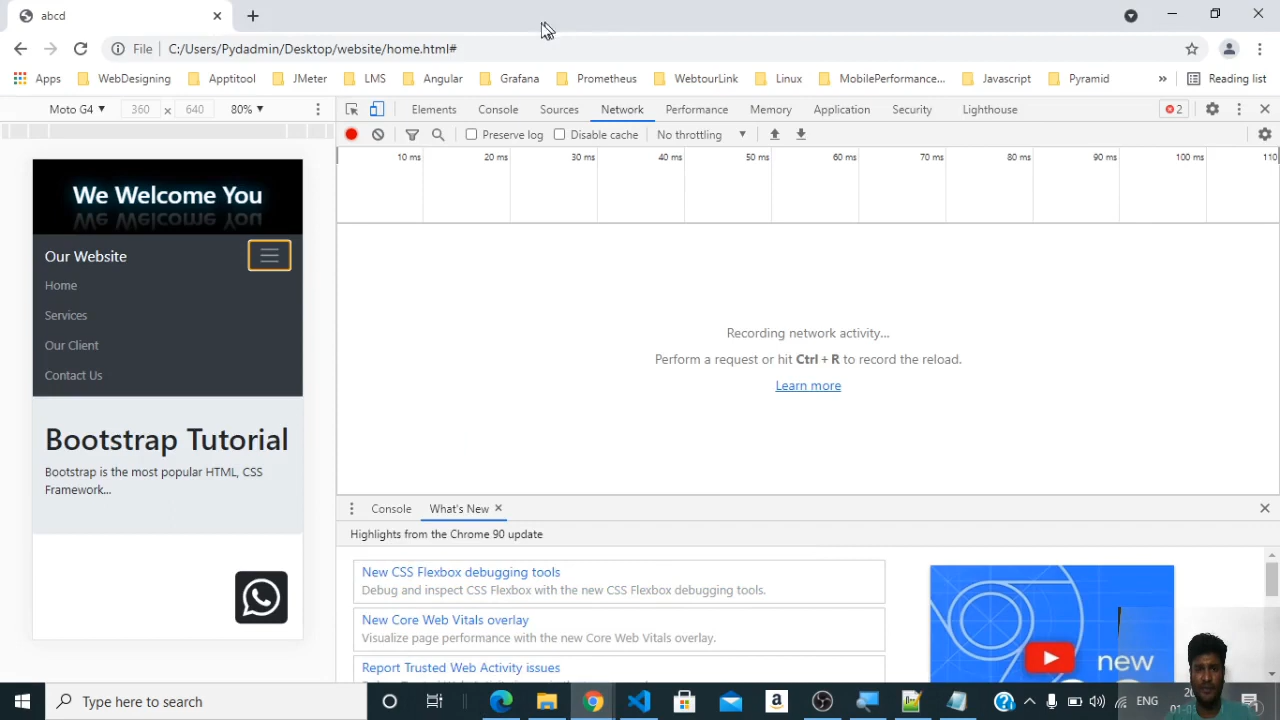 abcd
File C:/Users/Pydadmin/Desktop/website/home.html#
Apps WebDesigning Apptitool JMeter LMS Angular Grafana Prometheus WebtourLink Linux MobilePerformance... Javascript Pyramid » Reading list
Moto G4 360 x 640 80%
Elements Console Sources Network Performance Memory Application Security Lighthouse 2
Preserve log Disable cache No throttling
10 ms 20 ms 30 ms 40 ms 50 ms 60 ms 70 ms 80 ms 90 ms 100 ms 110
We Welcome You
We Welcome You
Our Website
Home
Services
Our Client
Contact Us
Bootstrap Tutorial
Bootstrap is the most popular HTML, CSS
Framework...
Recording network activity...
Perform a request or hit Ctrl + R to record the reload.
Learn more
Console What's New
Highlights from the Chrome 90 update
New CSS Flexbox debugging tools
Debug and inspect CSS Flexbox with the new CSS Flexbox debugging tools.
New Core Web Vitals overlay
Visualize page performance with the new Core Web Vitals overlay.
Report Trusted Web Activity issues
new
Type here to search
ENG